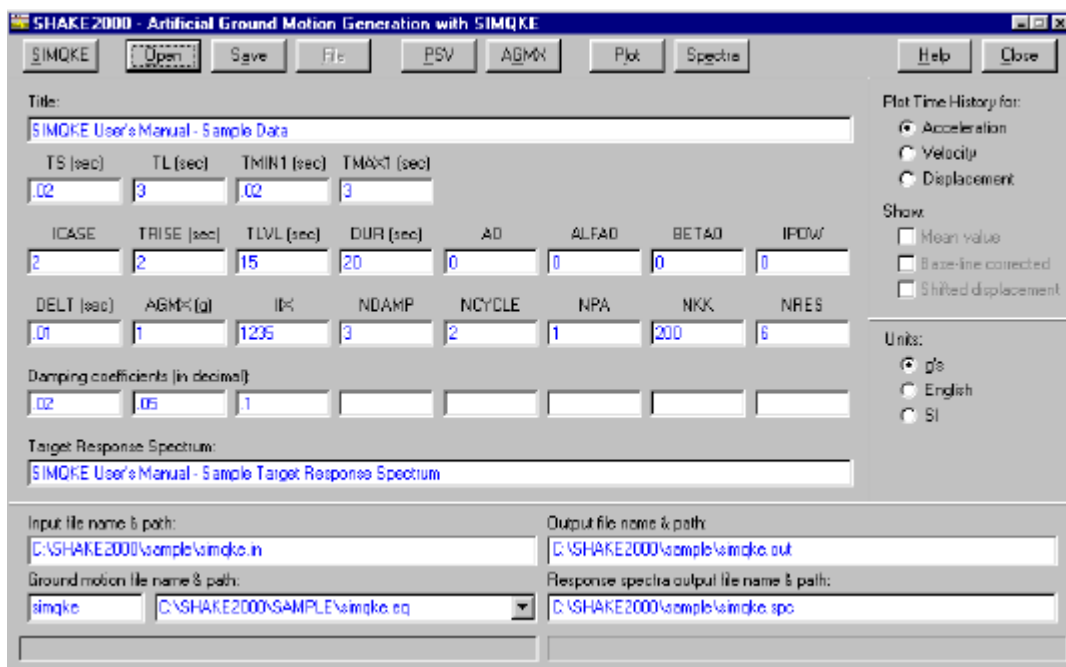 SHAKE2000 - Artificial Ground Motion Generation with SIMQKE
SIMQKE Open Save File PSV AGMX Plot Spectra Help Close
Title:
SIMQKE User's Manual - Sample Data
TS (sec) TL (sec) TMIN1 (sec) TMAX1 (sec)
.02 3 .02 3
ICASE TRISE (sec) TLVL (sec) DUR (sec) A0 ALFA0 BETA0 IPOW
2 2 15 20 0 0 0 0
DELT (sec) AGMX (g) IIX NDAMP NCYCLE NPA NKK NRES
.01 1 1235 3 2 1 200 6
Damping coefficients (in decimal):
.02 .05 .1
Target Response Spectrum:
SIMQKE User's Manual - Sample Target Response Spectrum
Plot Time History for:
Acceleration
Velocity
Displacement
Show:
Mean value
Base-line corrected
Shifted displacement
Units:
g's
English
SI
Input file name & path:
C:\SHAKE2000\sample\simqke.in
Output file name & path:
C:\SHAKE2000\sample\simqke.out
Ground motion file name & path:
simqke C:\SHAKE2000\SAMPLE\simqke.eq
Response spectra output file name & path:
C:\SHAKE2000\sample\simqke.spc